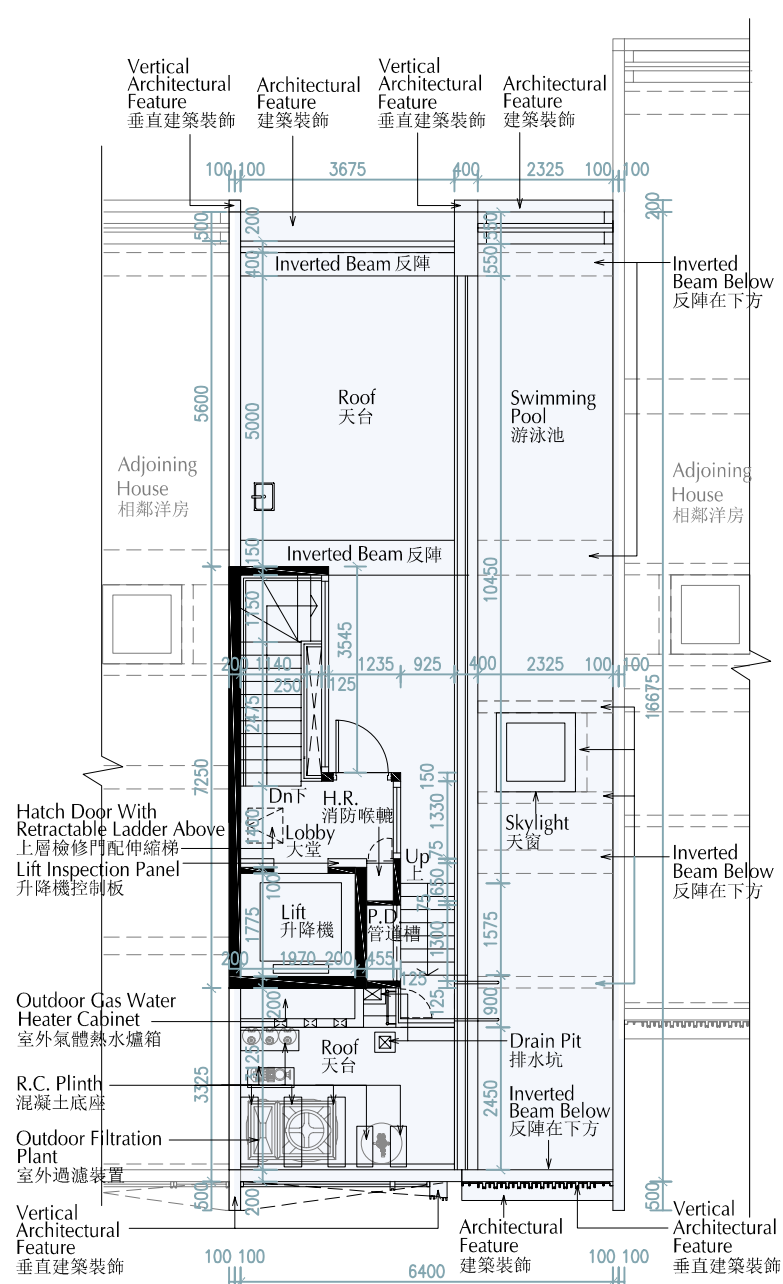 Vertical
Architectural
Feature
垂直建築裝飾
Architectural
Feature
建築裝飾
Vertical
Architectural
Feature
垂直建築裝飾
Architectural
Feature
建築裝飾
100 100
3675
400
2325
100 100
500
200
550
200
400
Inverted Beam 反陣
Inverted
Beam Below
反陣在下方
5600
5000
Roof
天台
Swimming
Pool
游泳池
Adjoining
House
相鄰洋房
Adjoining
House
相鄰洋房
150
Inverted Beam 反陣
10450
1750
3545
200 1140
1235
925
400
2325
100 100
250
125
16675
2475
7250
Dn下
H.R.
消防喉轆
150
1330
Hatch Door With
Retractable Ladder Above
上層檢修門配伸縮梯
Lobby
大堂
Skylight
天窗
Lift Inspection Panel
升降機控制板
Up
上
75
650
75
Inverted
Beam Below
反陣在下方
100
1775
Lift
升降機
P.D.
管道槽
1300
1575
200
1970
200
455
125
125
900
Outdoor Gas Water
Heater Cabinet
室外氣體熱水爐箱
200
Roof
天台
Drain Pit
排水坑
R.C. Plinth
混凝土底座
3325
2450
Inverted
Beam Below
反陣在下方
Outdoor Filtration
Plant
室外過濾裝置
500
200
500
Vertical
Architectural
Feature
垂直建築裝飾
Architectural
Feature
建築裝飾
Vertical
Architectural
Feature
垂直建築裝飾
100 100
6400
100 100